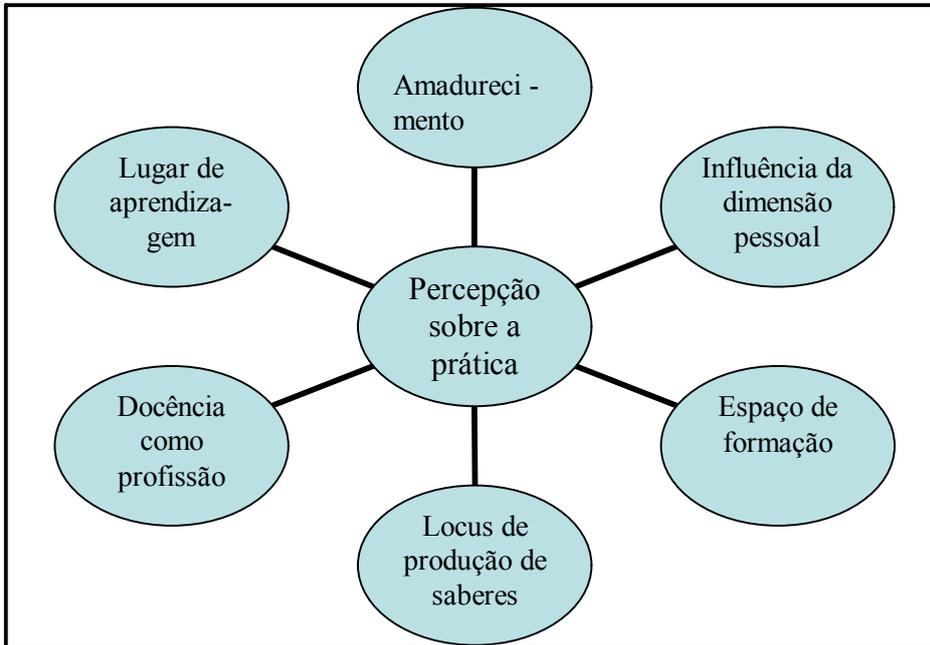 Amadureci -
mento
Lugar de
aprendiza-
gem
Influência da
dimensão
pessoal
Percepção
sobre a
prática
Docência
como
profissão
Espaço de
formação
Locus de
produção de
saberes